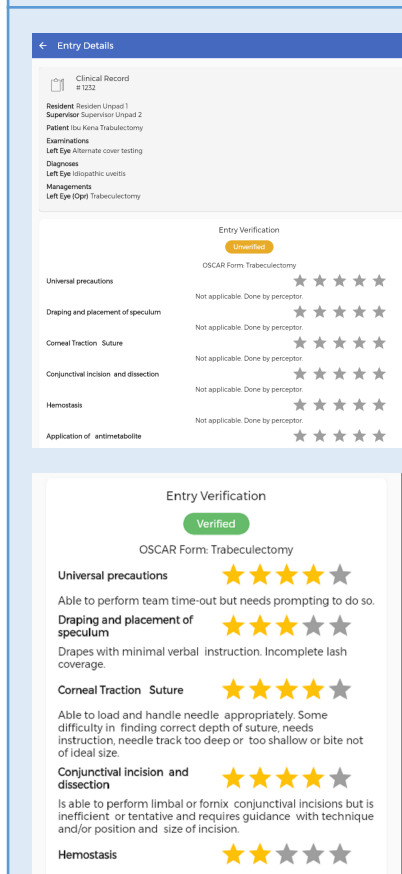 Entry Details
Clinical Record
# 1232
Resident Residen Unpad 1
Supervisor Supervisor Unpad 2
Patient Ibu Kena Trabulectomy
Examinations
Left Eye Alternate cover testing
Diagnoses
Left Eye Idiopathic uveitis
Managements
Left Eye (Opr) Trabeculectomy
Entry Verification
Unverified
OSCAR Form: Trabeculectomy
Universal precautions
Not applicable. Done by perceptor.
Draping and placement of speculum
Not applicable. Done by perceptor.
Corneal Traction Suture
Not applicable. Done by perceptor.
Conjunctival incision and dissection
Not applicable. Done by perceptor.
Hemostasis
Not applicable. Done by perceptor.
Application of antimetabolite
Entry Verification
Verified
OSCAR Form: Trabeculectomy
Universal precautions
Able to perform team time-out but needs prompting to do so.
Draping and placement of
speculum
Drapes with minimal verbal instruction. Incomplete lash
coverage.
Corneal Traction Suture
Able to load and handle needle appropriately. Some
difficulty in finding correct depth of suture, needs
instruction, needle track too deep or too shallow or bite not
of ideal size.
Conjunctival incision and
dissection
Is able to perform limbal or fornix conjunctival incisions but is
inefficient or tentative and requires guidance with technique
and/or position and size of incision.
Hemostasis